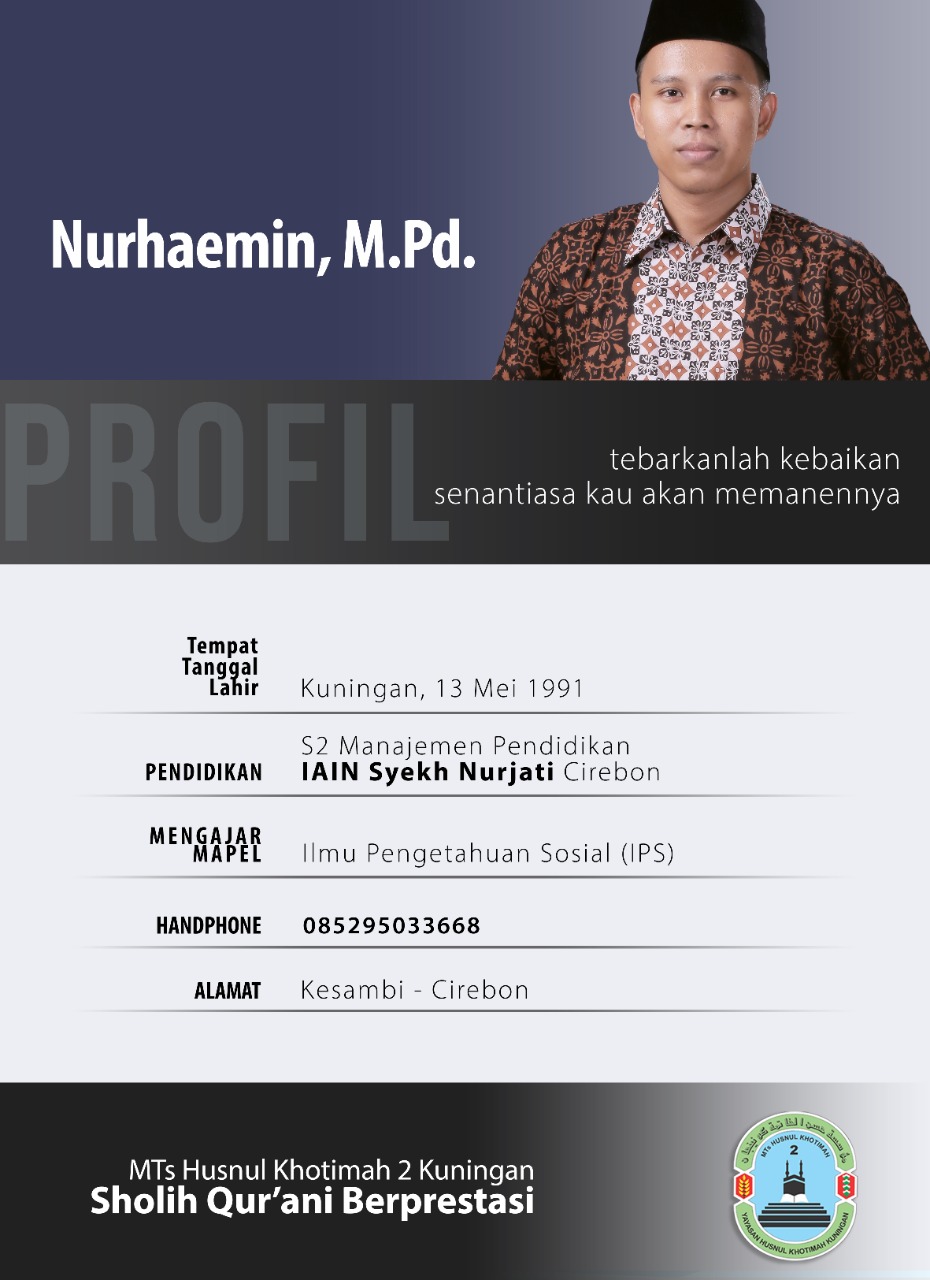 Nurhaemin, M.Pd.
PROFIL
tebarkanlah kebaikan
senantiasa kau akan memanennya
Tempat
Tanggal
Lahir
Kuningan, 13 Mei 1991
PENDIDIKAN
S2 Manajemen Pendidikan
IAIN Syekh Nurjati Cirebon
MENGAJAR
MAPEL
Ilmu Pengetahuan Sosial (IPS)
HANDPHONE
085295033668
ALAMAT
Kesambi - Cirebon
MTs Husnul Khotimah 2 Kuningan
Sholih Qur’ani Berprestasi
MTs HUSNUL KHOTIMAH
2
YAYASAN HUSNUL KHOTIMAH KUNINGAN